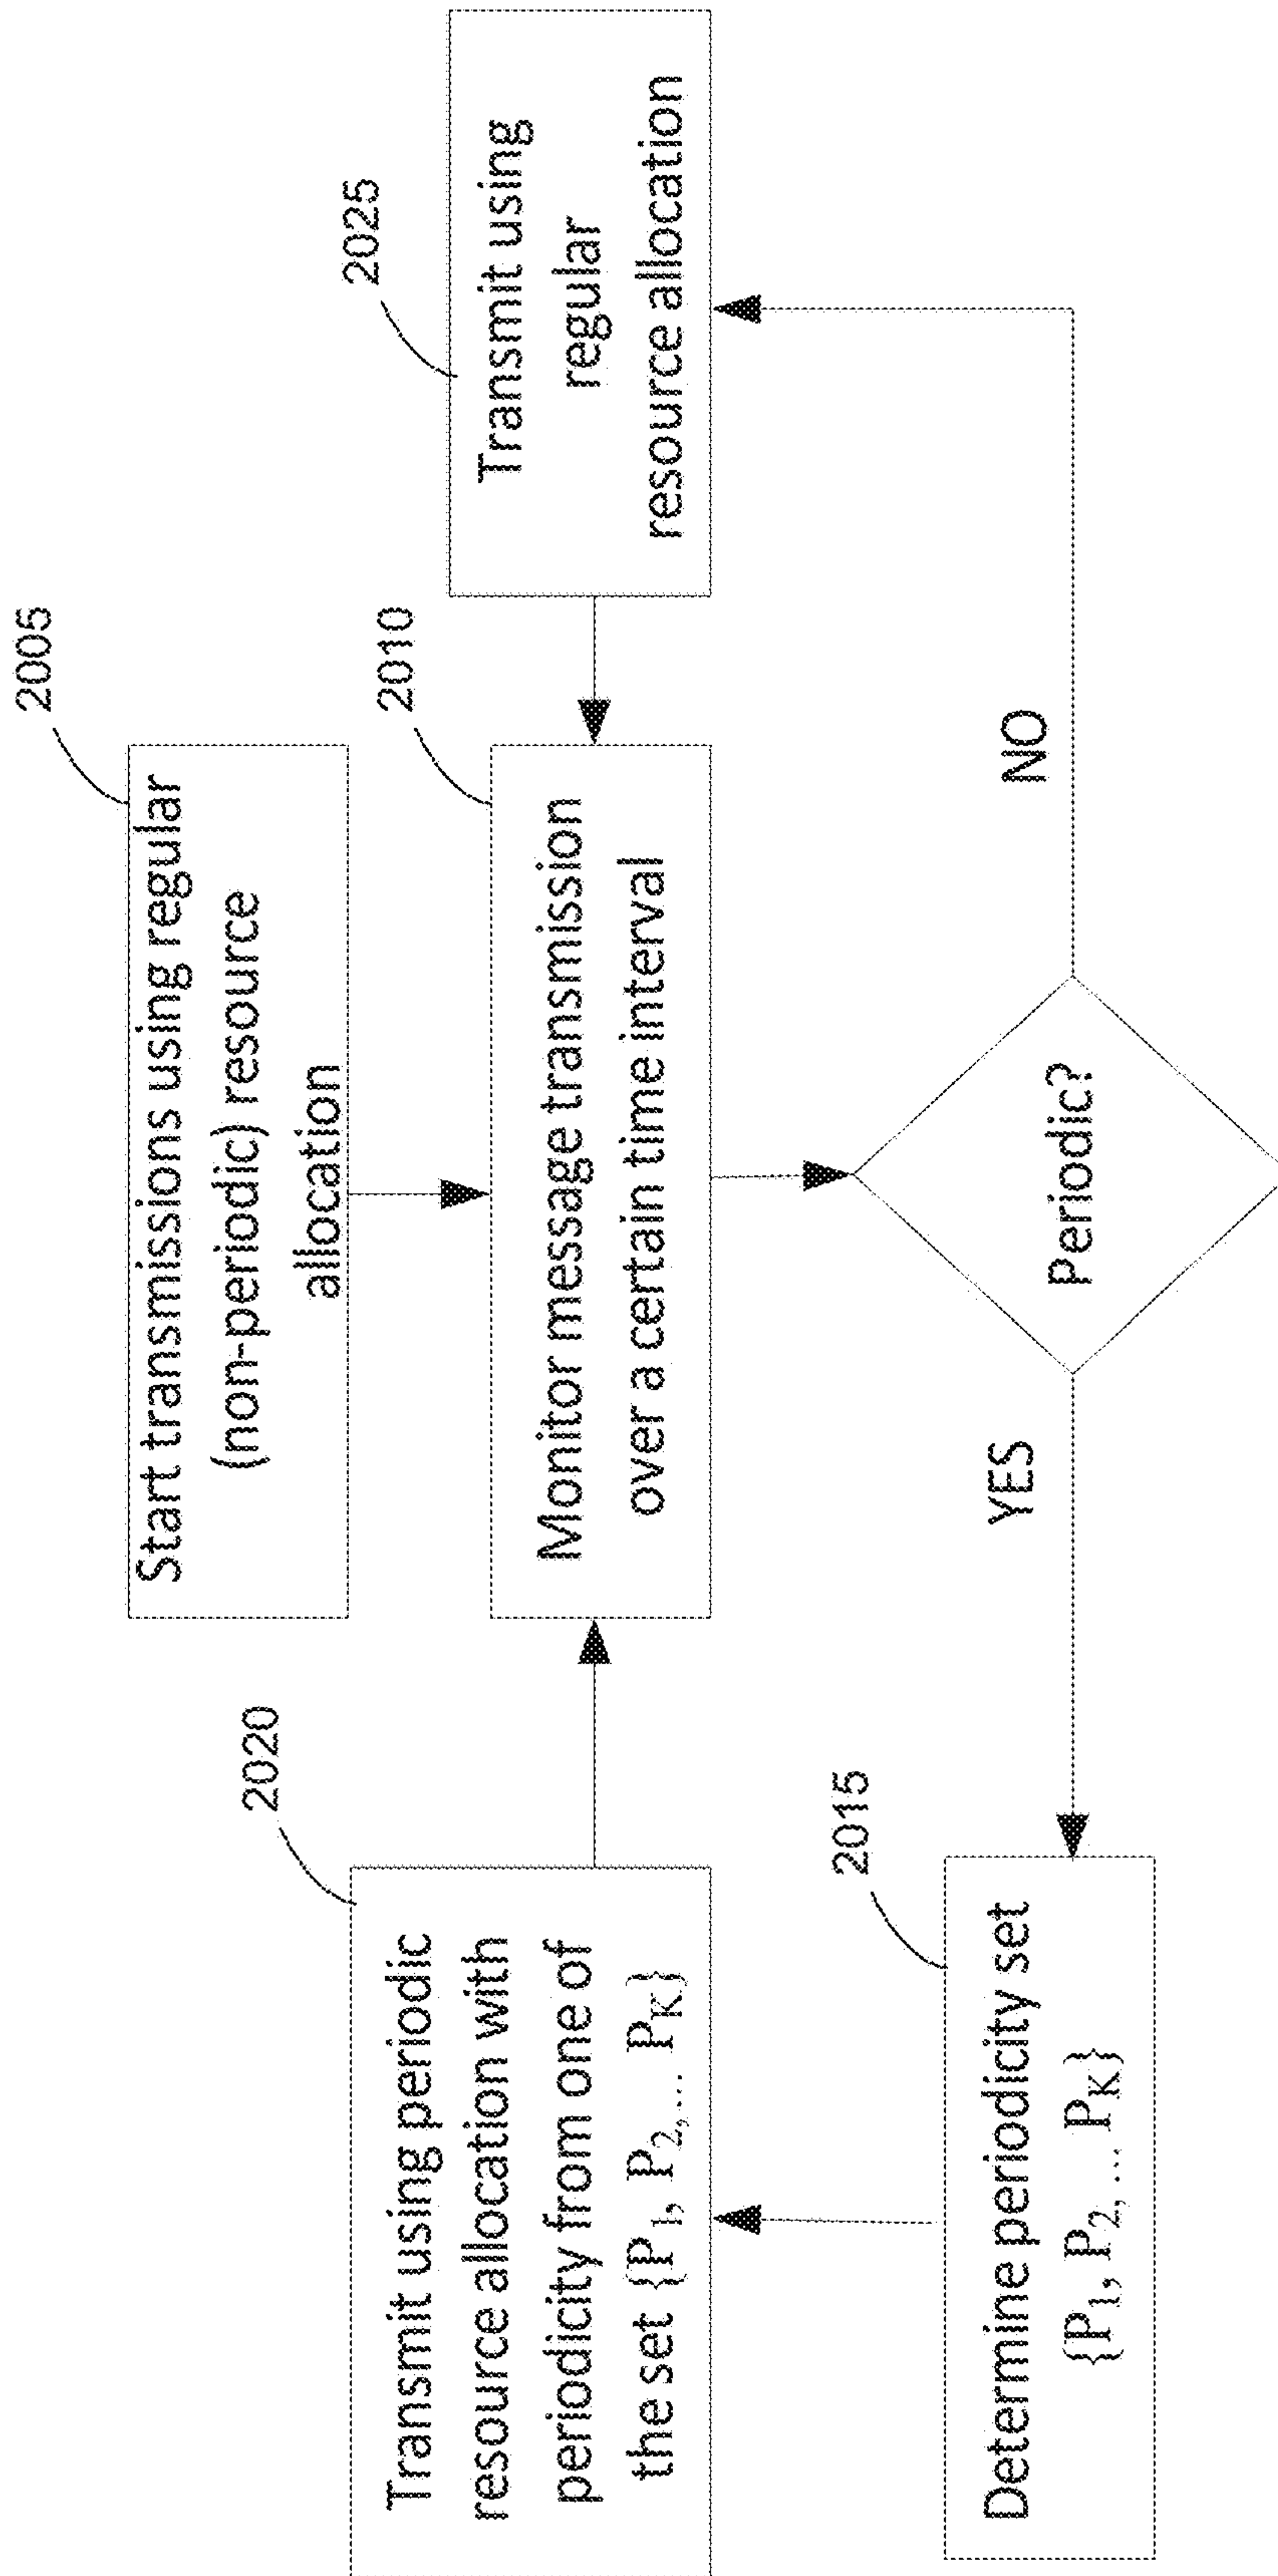 2005
Start transmissions using regular
(non-periodic) resource
allocation
2010
Monitor message transmission
over a certain time interval
Periodic?
YES
NO
2015
Determine periodicity set
{P₁, P₂,... P_K}
2020
Transmit using periodic
resource allocation with
periodicity from one of
the set {P₁, P₂,... P_K}
2025
Transmit using
regular
resource allocation